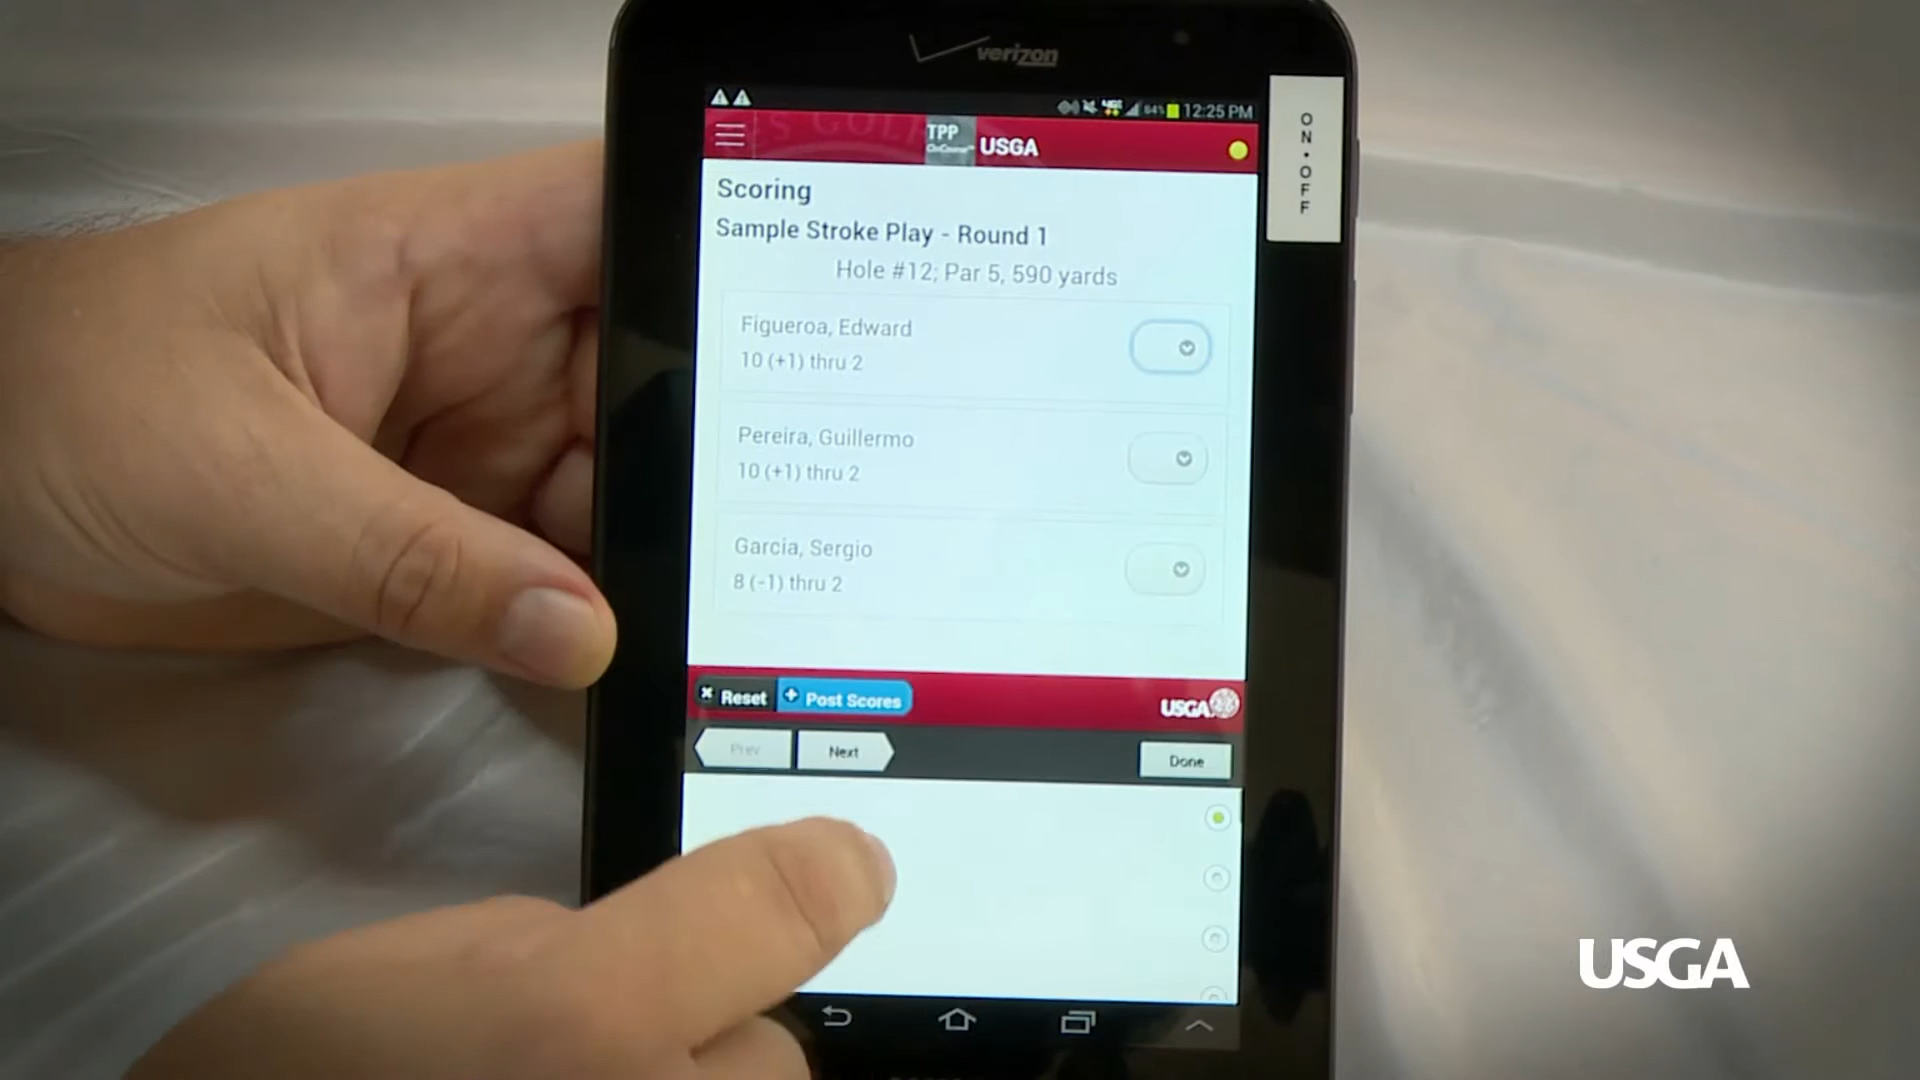 verizon
84% 12:25 PM
ON•OFF
TPP
OnCourse™ USGA
Scoring
Sample Stroke Play - Round 1
Hole #12; Par 5, 590 yards
Figueroa, Edward
10 (+1) thru 2
Pereira, Guillermo
10 (+1) thru 2
Garcia, Sergio
8 (-1) thru 2
Reset
Post Scores
USGA
Prev
Next
Done
USGA